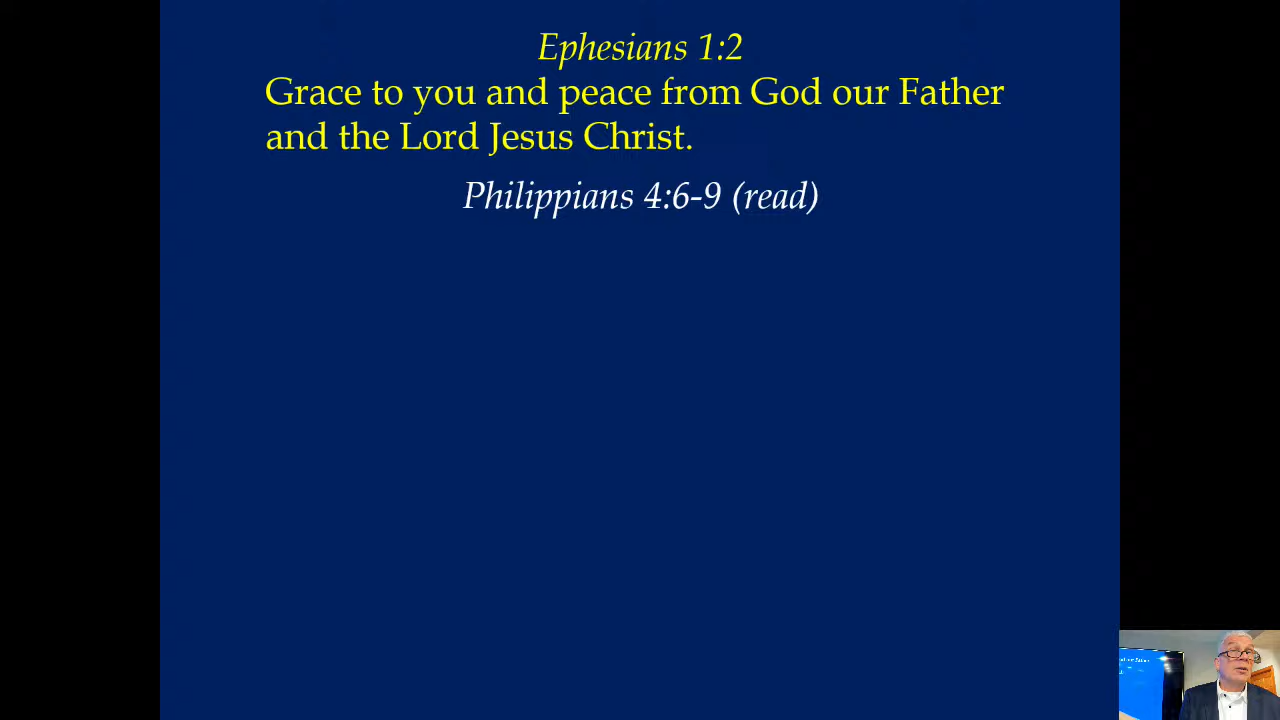 Ephesians 1:2
Grace to you and peace from God our Father
and the Lord Jesus Christ.
Philippians 4:6-9 (read)